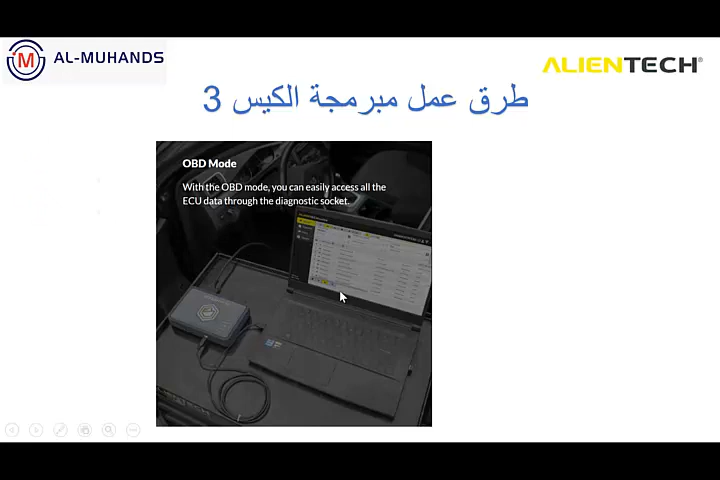 AL-MUHANDS
ALIENTECH®
طرق عمل مبرمجة الكيس 3
OBD Mode
With the OBD mode, you can easily access all the
ECU data through the diagnostic socket.